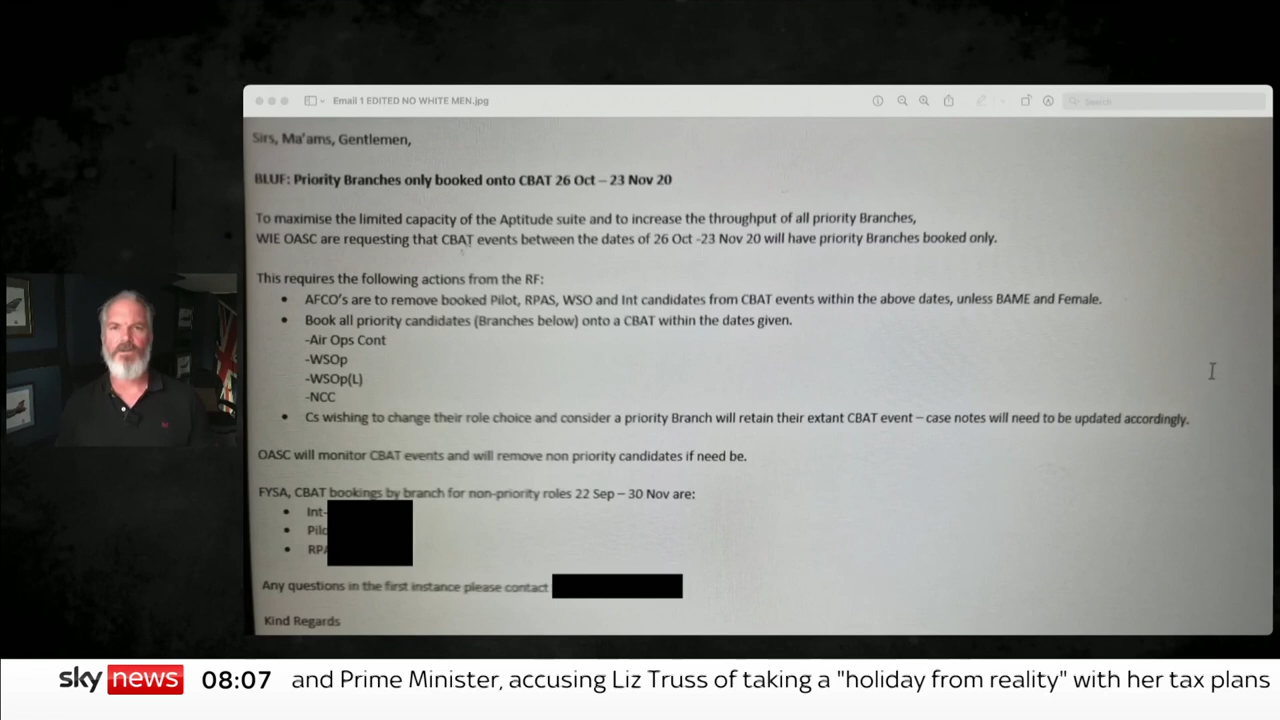 Email 1 EDITED NO WHITE MEN.jpg
Search
Sirs, Ma'ams, Gentlemen,
BLUF: Priority Branches only booked onto CBAT 26 Oct – 23 Nov 20
To maximise the limited capacity of the Aptitude suite and to increase the throughput of all priority Branches,
WIE OASC are requesting that CBAT events between the dates of 26 Oct -23 Nov 20 will have priority Branches booked only.
This requires the following actions from the RF:
• AFCO's are to remove booked Pilot, RPAS, WSO and Int candidates from CBAT events within the above dates, unless BAME and Female.
• Book all priority candidates (Branches below) onto a CBAT within the dates given.
-Air Ops Cont
-WSOp
-WSOp(L)
-NCC
• Cs wishing to change their role choice and consider a priority Branch will retain their extant CBAT event – case notes will need to be updated accordingly.
OASC will monitor CBAT events and will remove non priority candidates if need be.
FYSA, CBAT bookings by branch for non-priority roles 22 Sep – 30 Nov are:
• Int-
• Pilo
• RPA
Any questions in the first instance please contact
Kind Regards
sky news 08:07 and Prime Minister, accusing Liz Truss of taking a "holiday from reality" with her tax plans